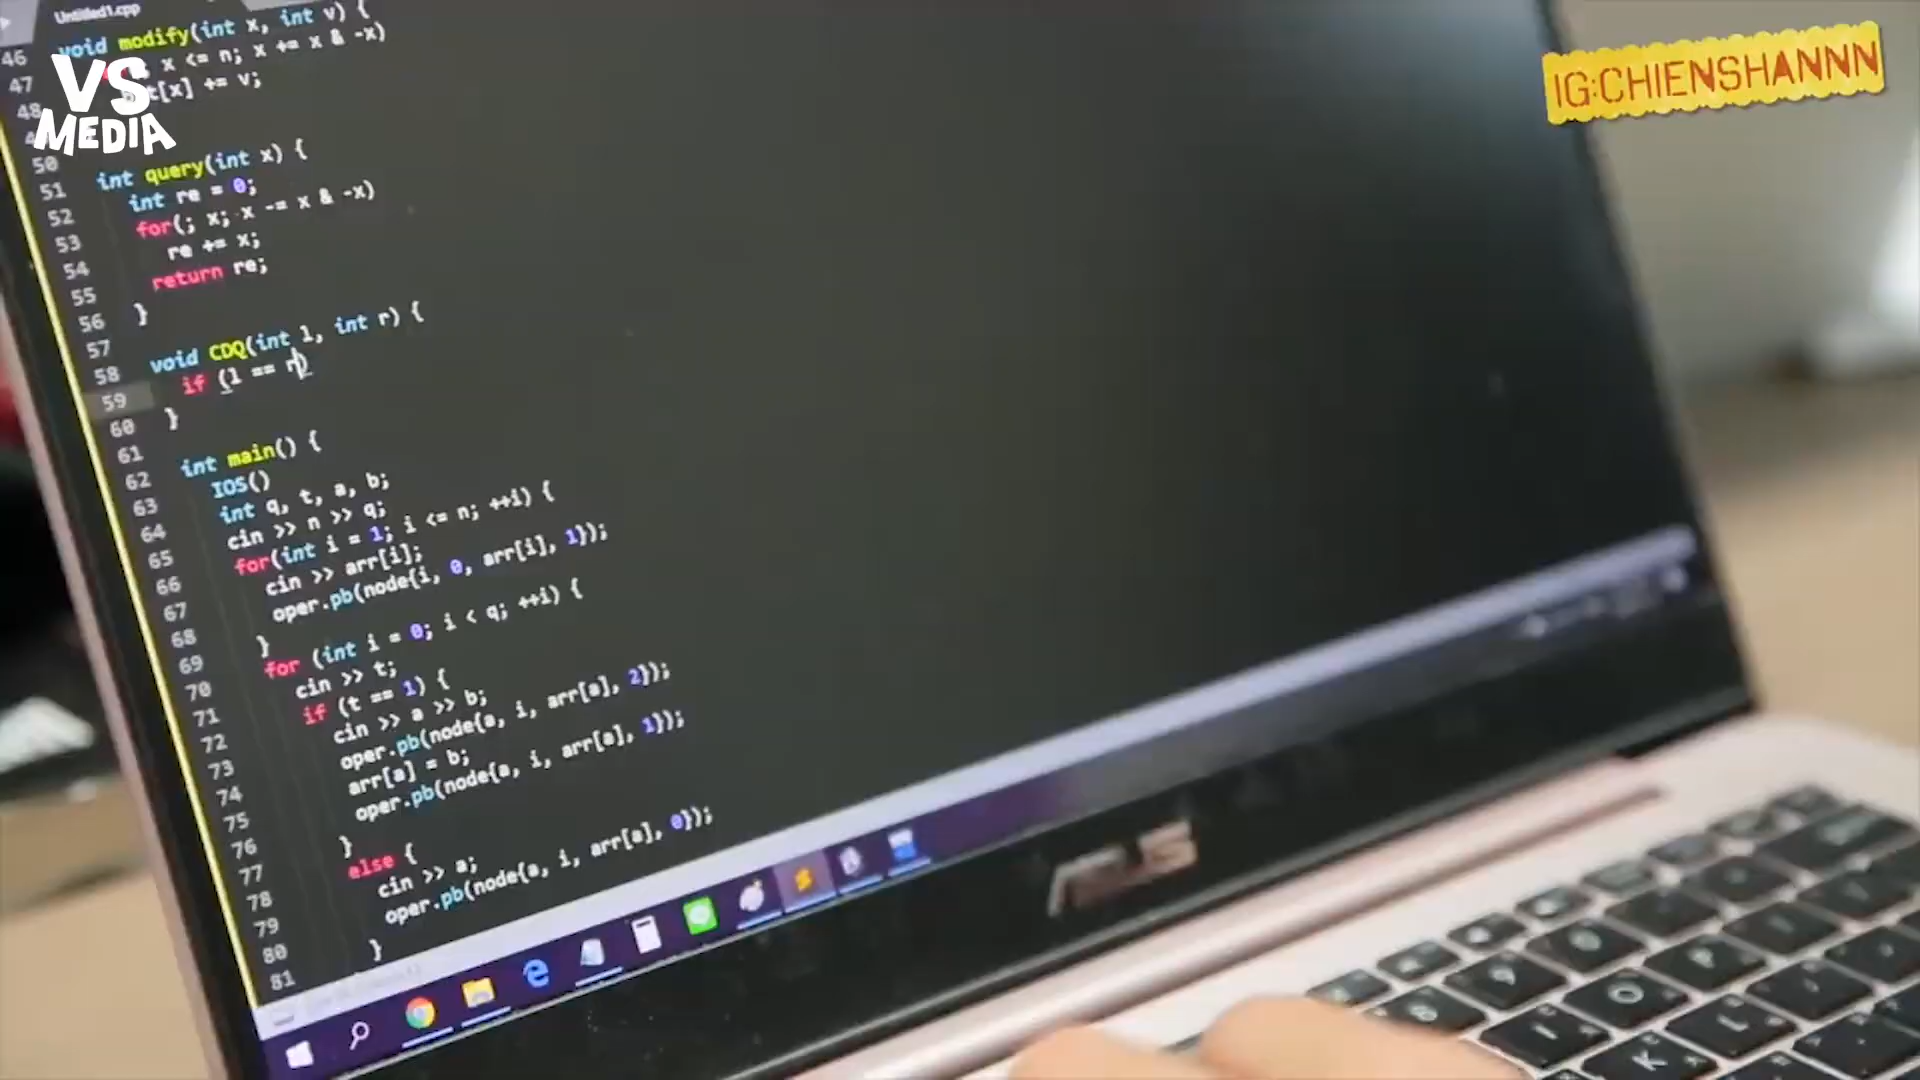 Untitled1.cpp
VS
MEDIA
IG:CHIENSHANNN
46 void modify(int x, int v) {
47 x <= n; x += x & -x)
48 t[x] += v;
50
51 int query(int x) {
52 int re = 0;
53 for(; x; x -= x & -x)
54 re += x;
55 return re;
56 }
57
58 void CDQ(int l, int r) {
59 if (l == r)
60 }
61
62 int main() {
63 IOS()
64 int q, t, a, b;
65 cin >> n >> q;
66 for(int i = 1; i <= n; ++i) {
67 cin >> arr[i];
68 oper.pb(node{i, 0, arr[i], 1});
69 }
70 for (int i = 0; i < q; ++i) {
71 cin >> t;
72 if (t == 1) {
73 cin >> a >> b;
74 oper.pb(node{a, i, arr[a], 2});
75 arr[a] = b;
76 oper.pb(node{a, i, arr[a], 1});
77 }
78 else {
79 cin >> a;
80 oper.pb(node{a, i, arr[a], 0});
81 }
ASUS